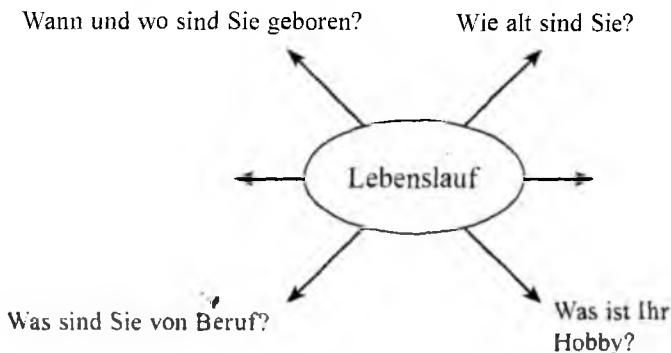 Wann und wo sind Sie geboren?
Wie alt sind Sie?
Lebenslauf
Was sind Sie von Beruf?
Was ist Ihr
Hobby?